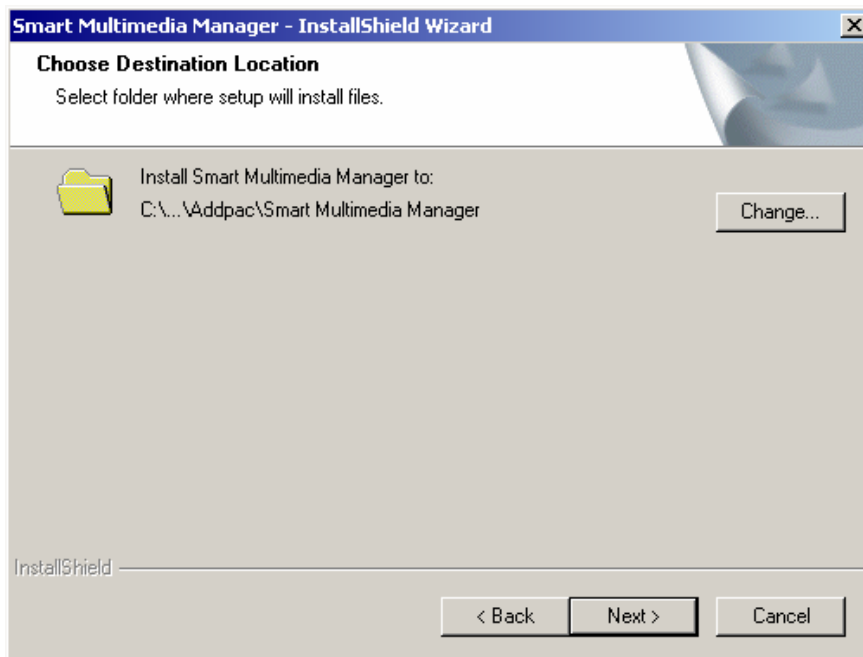 Smart Multimedia Manager - InstallShield Wizard
Choose Destination Location
Select folder where setup will install files.
Install Smart Multimedia Manager to:
C:\...\Addpac\Smart Multimedia Manager
Change...
InstallShield
< Back
Next >
Cancel